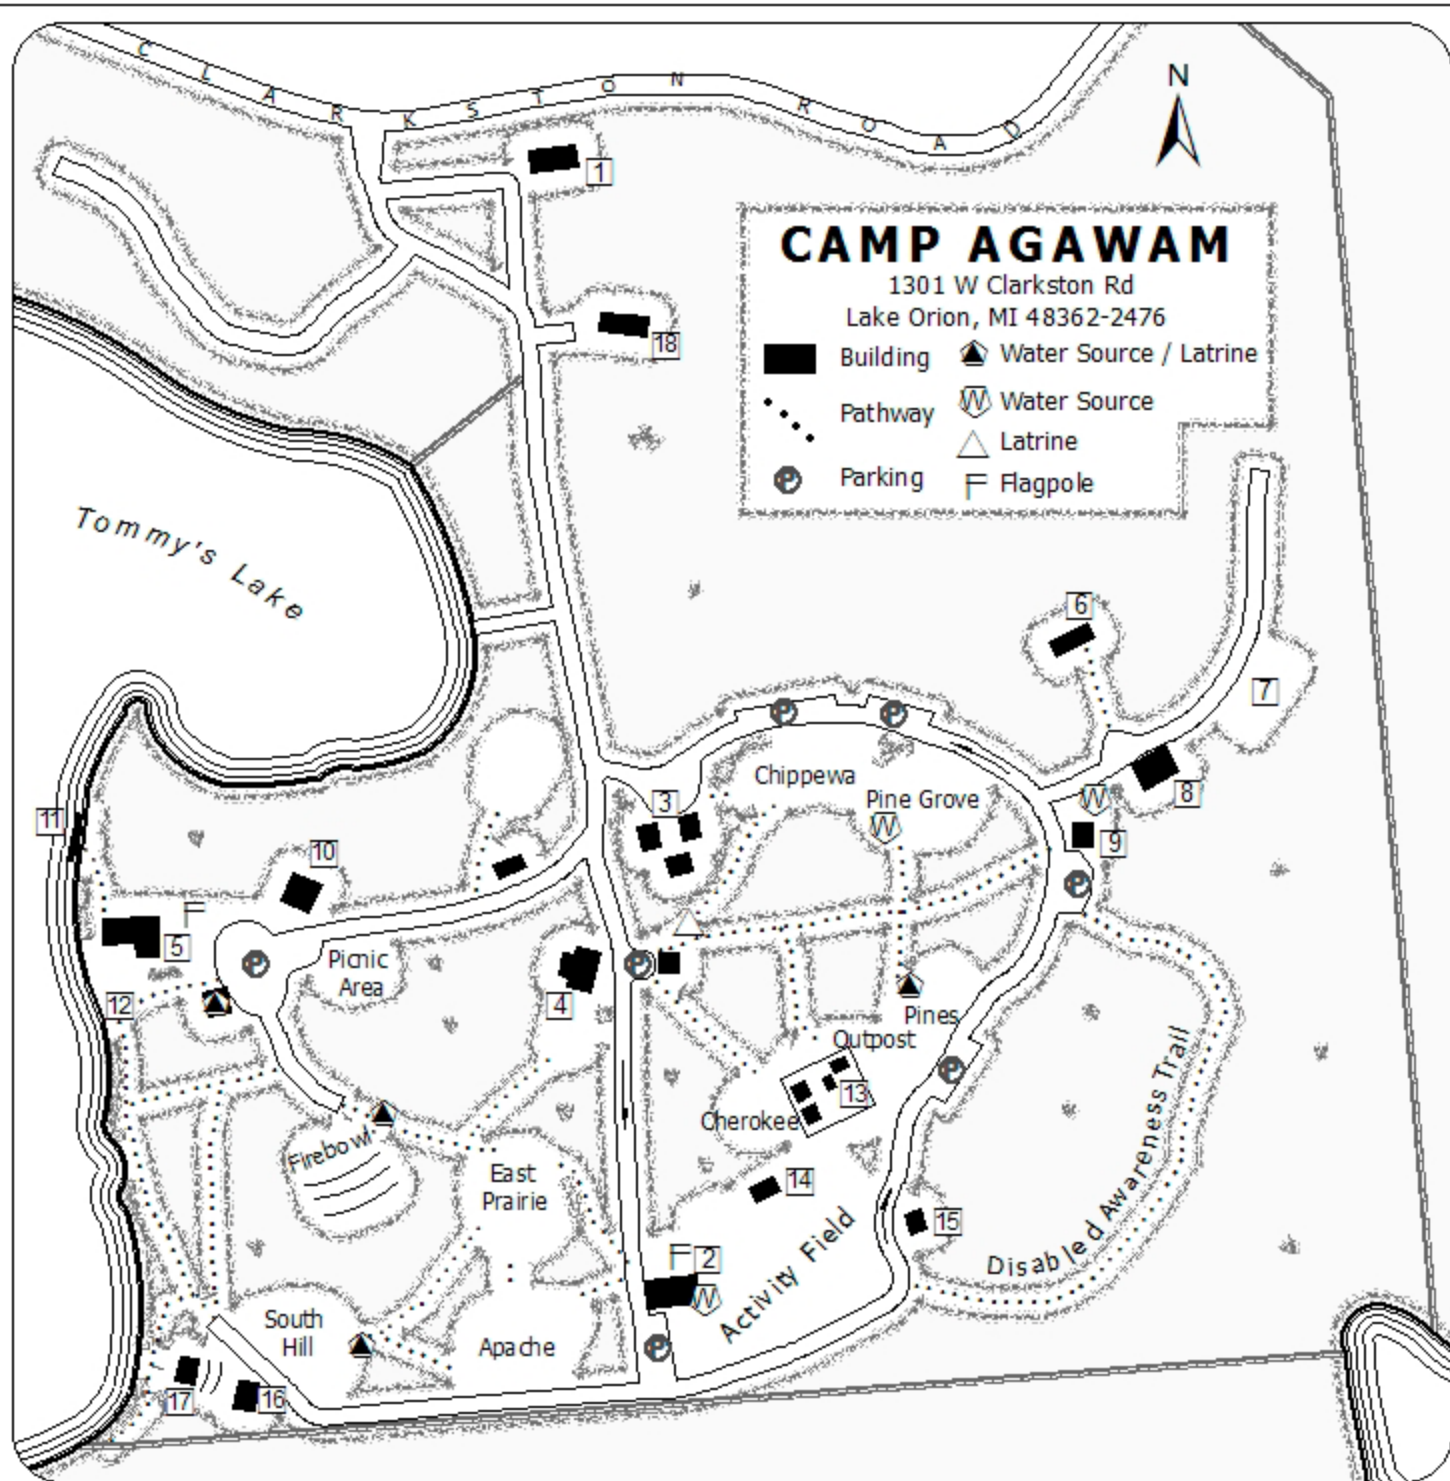 CLARKSTON ROAD
N
1
CAMP AGAWAM
1301 W Clarkston Rd
Lake Orion, MI 48362-2476
Building
Water Source / Latrine
Pathway
W
Water Source
Latrine
Parking
P
Flagpole
18
Tommy's Lake
6
7
P
P
Chippewa
Pine Grove
W
W
8
3
11
9
10
P
5
P
Picnic
Area
4
P
12
Pines
Outpost
P
13
Cherokee
Firebowl
East
Prairie
14
15
Disabled Awareness Trail
2
W
Activity Field
South
Hill
Apache
P
17
16